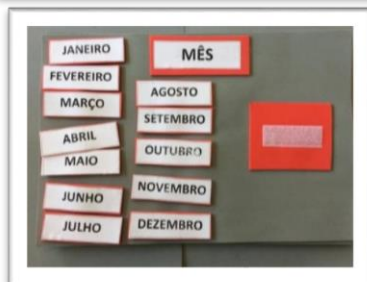 MÊS
JANEIRO
FEVEREIRO
MARÇO
ABRIL
MAIO
JUNHO
JULHO
AGOSTO
SETEMBRO
OUTUBRO
NOVEMBRO
DEZEMBRO